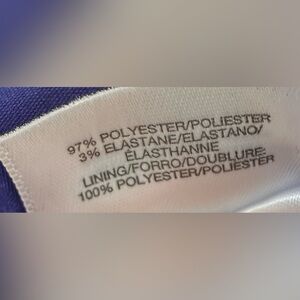 97% POLYESTER/POLIESTER
3% ELASTANE/ELASTANO/
ÉLASTHANNE
LINING/FORRO/DOUBLURE:
100% POLYESTER/POLIESTER